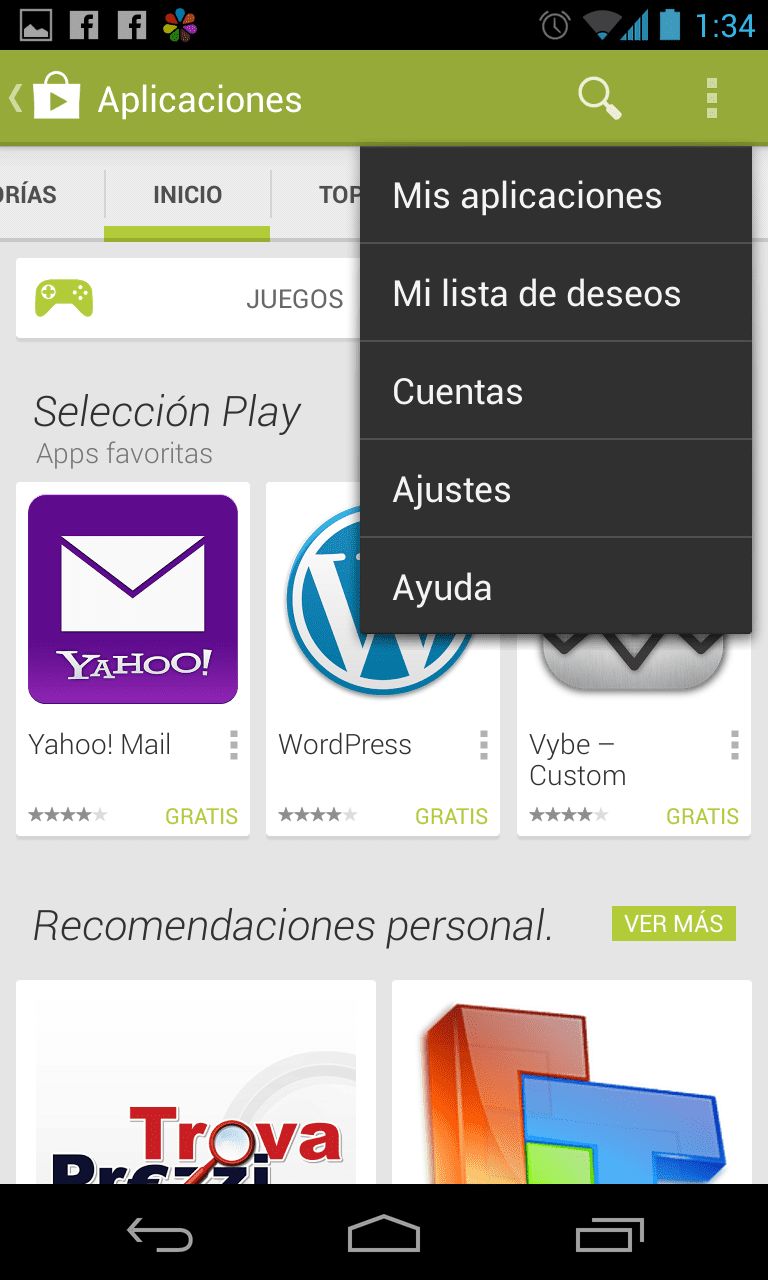 1:34
Aplicaciones
ORÍAS
INICIO
TOP
Mis aplicaciones
Mi lista de deseos
Cuentas
Ajustes
Ayuda
JUEGOS
Selección Play
Apps favoritas
YAHOO!
W
Yahoo! Mail
WordPress
Vybe –
Custom
GRATIS
GRATIS
GRATIS
Recomendaciones personal.
VER MÁS
Trova
Prezzi